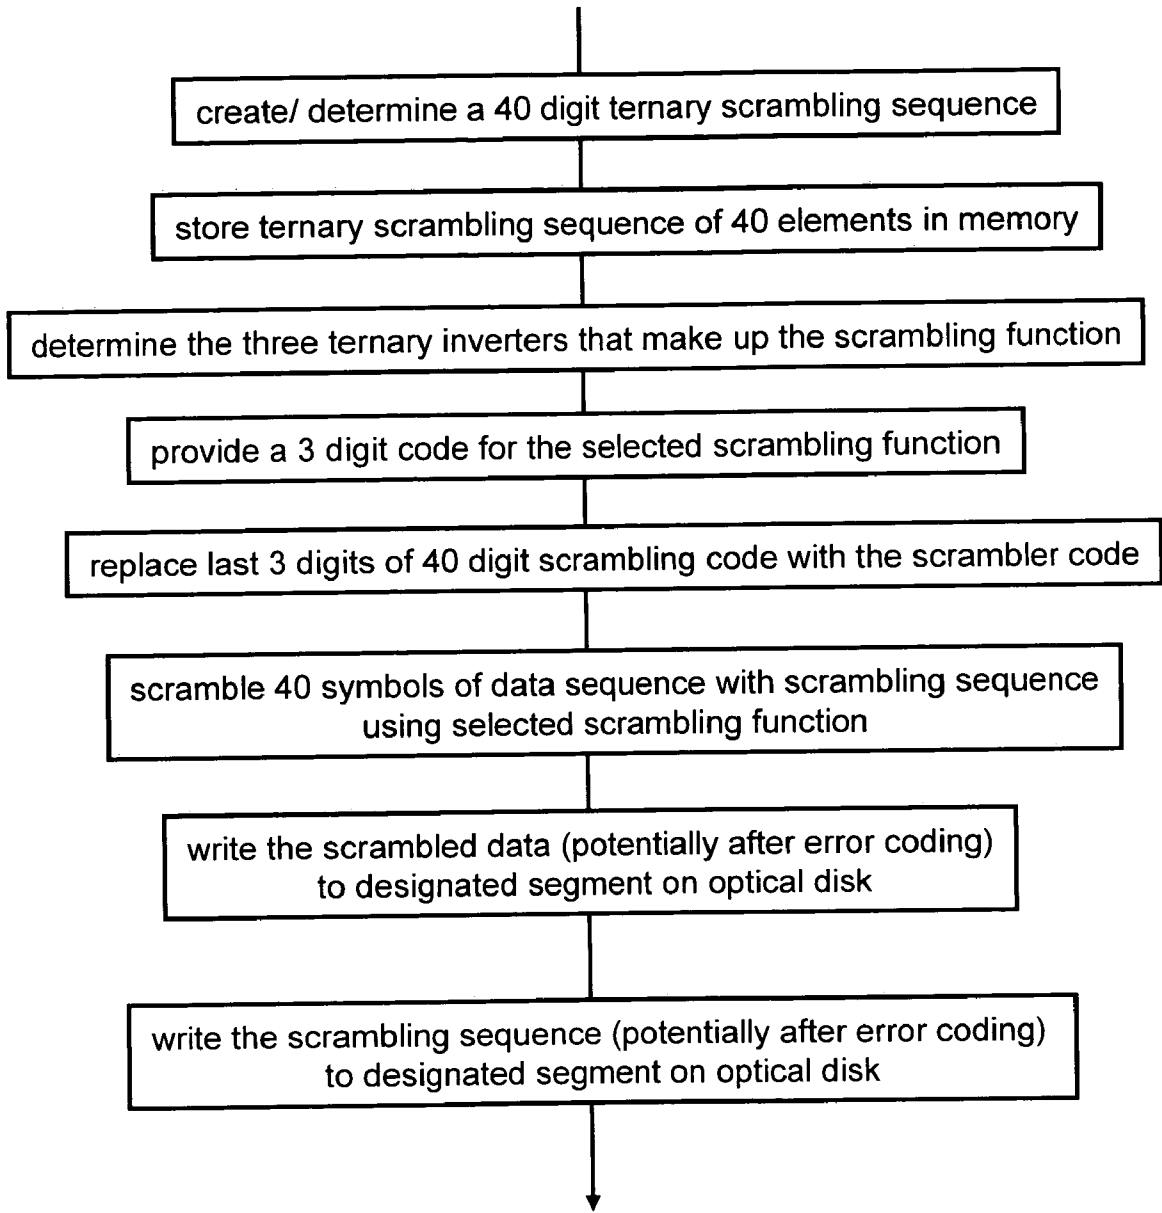 create/ determine a 40 digit ternary scrambling sequence
store ternary scrambling sequence of 40 elements in memory
determine the three ternary inverters that make up the scrambling function
provide a 3 digit code for the selected scrambling function
replace last 3 digits of 40 digit scrambling code with the scrambler code
scramble 40 symbols of data sequence with scrambling sequence
using selected scrambling function
write the scrambled data (potentially after error coding)
to designated segment on optical disk
write the scrambling sequence (potentially after error coding)
to designated segment on optical disk